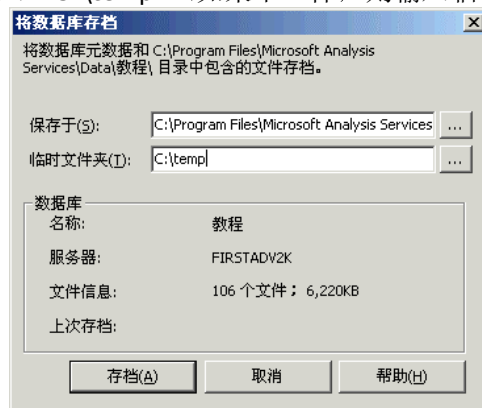 将数据库存档
将数据库元数据和 C:\Program Files\Microsoft Analysis
Services\Data\教程\ 目录中包含的文件存档。
保存于(S): C:\Program Files\Microsoft Analysis Services ...
临时文件夹(T): C:\temp ...
数据库
名称: 教程
服务器: FIRSTADV2K
文件信息: 106 个文件； 6,220KB
上次存档:
存档(A) 取消 帮助(H)